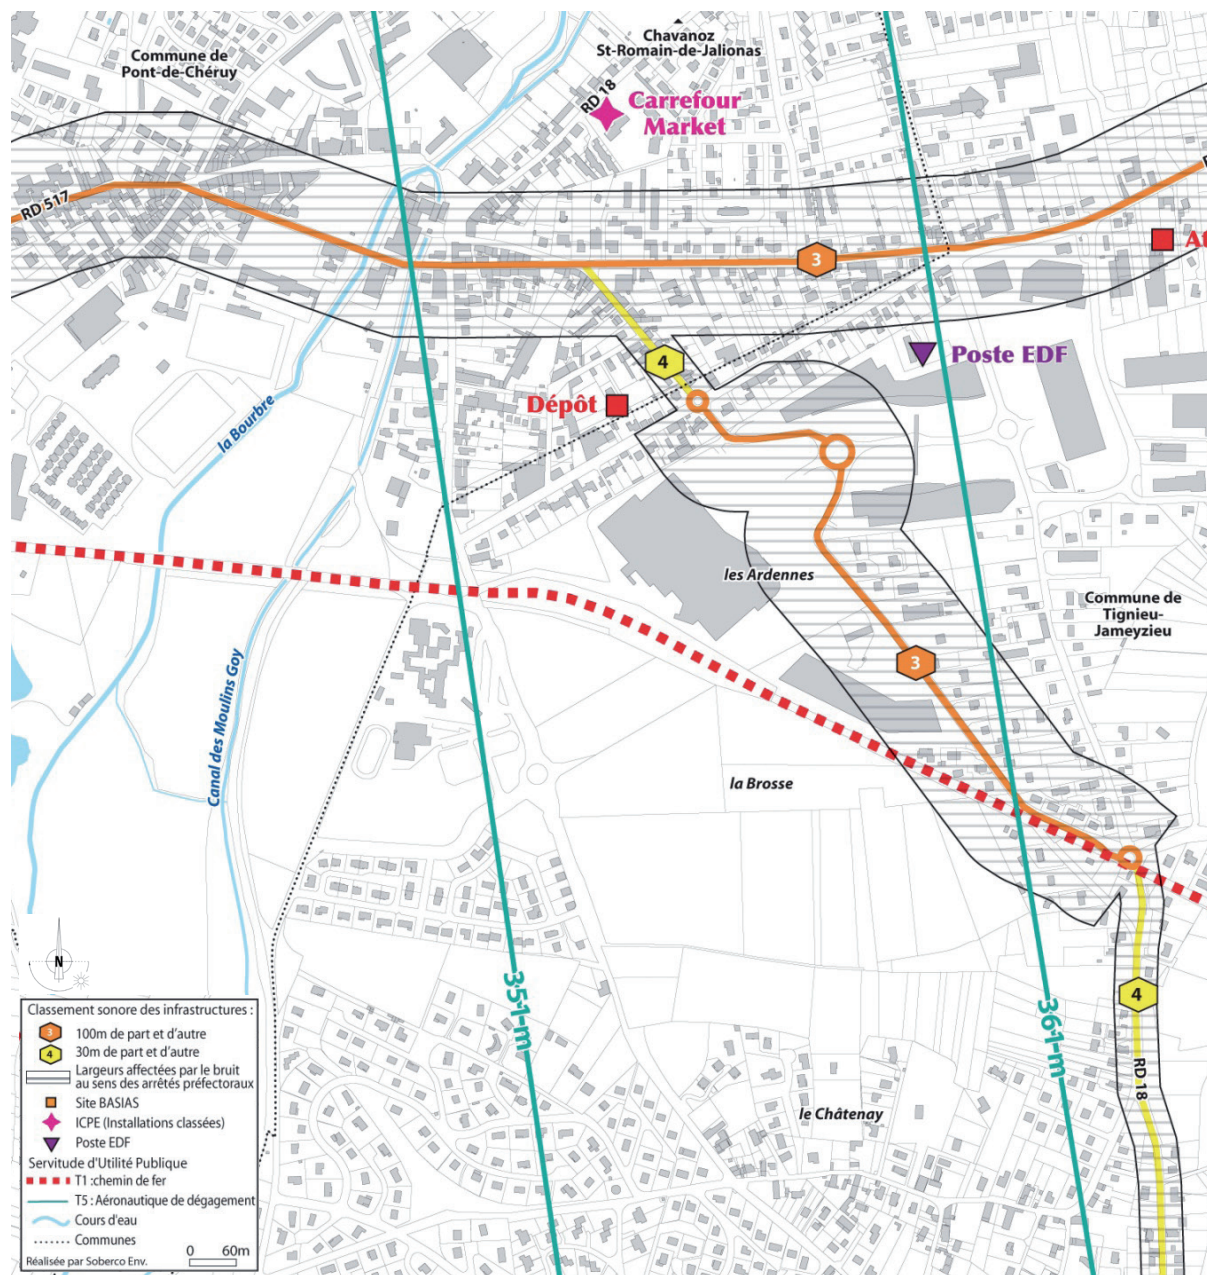 Commune de
Pont-de-Chéruy
Chavanoz
St-Romain-de-Jalionas
RD 18
Carrefour
Market
RD 517
3
At
4
Poste EDF
Dépôt
la Bourbre
les Ardennes
Commune de
Tignieu-
Jameyzieu
3
Canal des Moulins Goy
la Brosse
351 m
361 m
4
RD 18
le Châtenay
N
Classement sonore des infrastructures :
3 100m de part et d'autre
4 30m de part et d'autre
Largeurs affectées par le bruit
au sens des arrêtés préfectoraux
Site BASIAS
ICPE (Installations classées)
Poste EDF
Servitude d'Utilité Publique
T1 :chemin de fer
T5 : Aéronautique de dégagement
Cours d'eau
Communes
0 60m
Réalisée par Soberco Env.